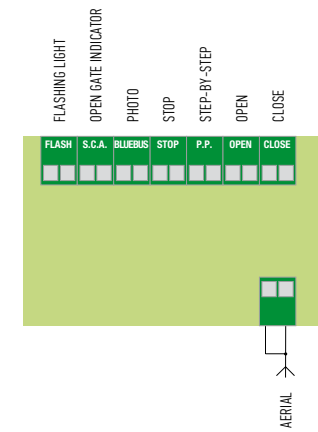 FLASHING LIGHT
OPEN GATE INDICATOR
PHOTO
STOP
STEP-BY-STEP
OPEN
CLOSE
FLASH
S.C.A.
BLUEBUS
STOP
P.P.
OPEN
CLOSE
AERIAL